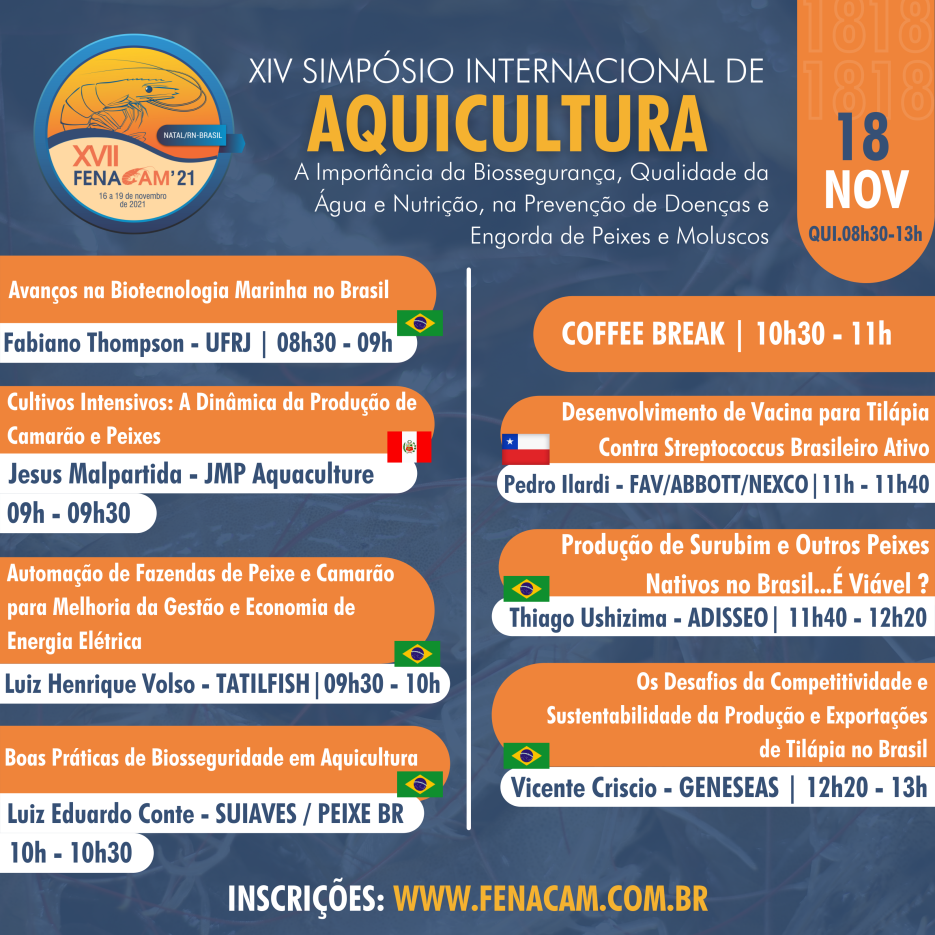 XIV SIMPÓSIO INTERNACIONAL DE
AQUICULTURA
A Importância da Biossegurança, Qualidade da
Água e Nutrição, na Prevenção de Doenças e
Engorda de Peixes e Moluscos
NATAL/RN-BRASIL
XVII
FENACAM'21
16 a 19 de novembro
de 2021
1818
1818
18
NOV
QUI.08h30-13h
Avanços na Biotecnologia Marinha no Brasil
Fabiano Thompson - UFRJ | 08h30 - 09h
Cultivos Intensivos: A Dinâmica da Produção de
Camarão e Peixes
Jesus Malpartida - JMP Aquaculture
09h - 09h30
Automação de Fazendas de Peixe e Camarão
para Melhoria da Gestão e Economia de
Energia Elétrica
Luiz Henrique Volso - TATILFISH|09h30 - 10h
Boas Práticas de Biosseguridade em Aquicultura
Luiz Eduardo Conte - SUIAVES / PEIXE BR
10h - 10h30
COFFEE BREAK | 10h30 - 11h
Desenvolvimento de Vacina para Tilápia
Contra Streptococcus Brasileiro Ativo
Pedro Ilardi - FAV/ABBOTT/NEXCO|11h - 11h40
Produção de Surubim e Outros Peixes
Nativos no Brasil...É Viável ?
Thiago Ushizima - ADISSEO| 11h40 - 12h20
Os Desafios da Competitividade e
Sustentabilidade da Produção e Exportações
de Tilápia no Brasil
Vicente Criscio - GENESEAS | 12h20 - 13h
INSCRIÇÕES: WWW.FENACAM.COM.BR